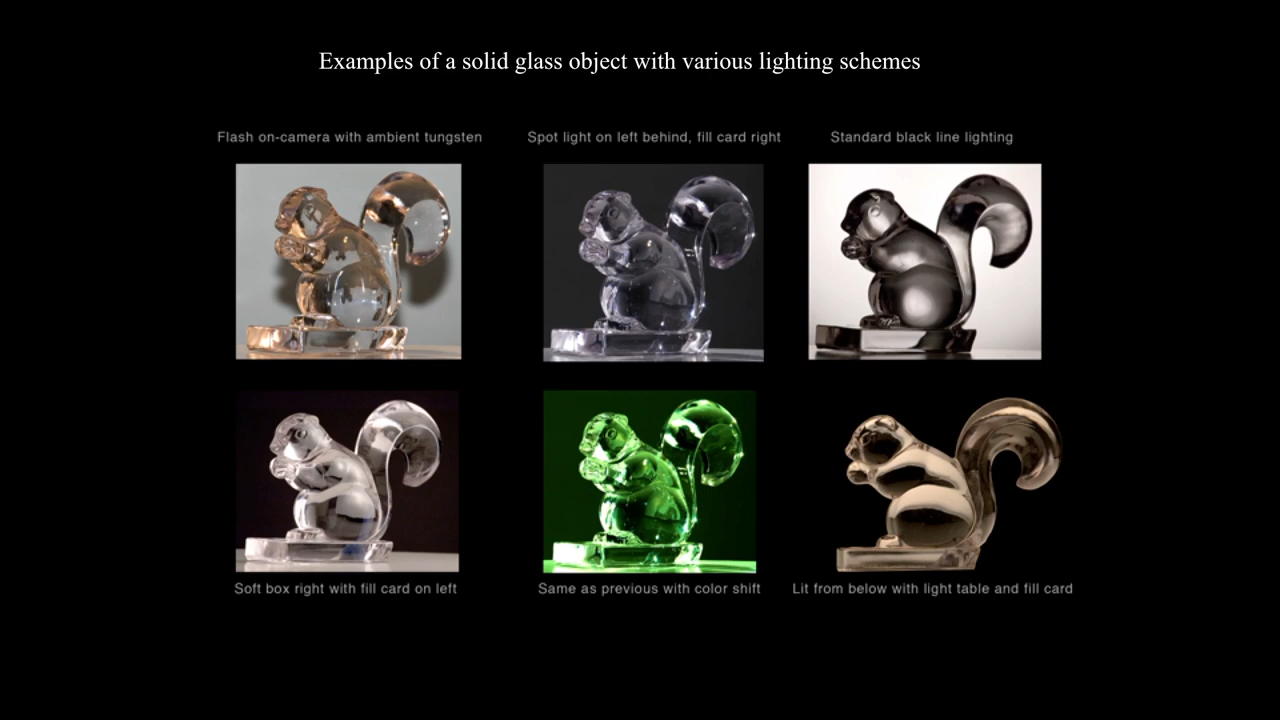 Examples of a solid glass object with various lighting schemes
Flash on-camera with ambient tungsten
Spot light on left behind, fill card right
Standard black line lighting
Soft box right with fill card on left
Same as previous with color shift
Lit from below with light table and fill card